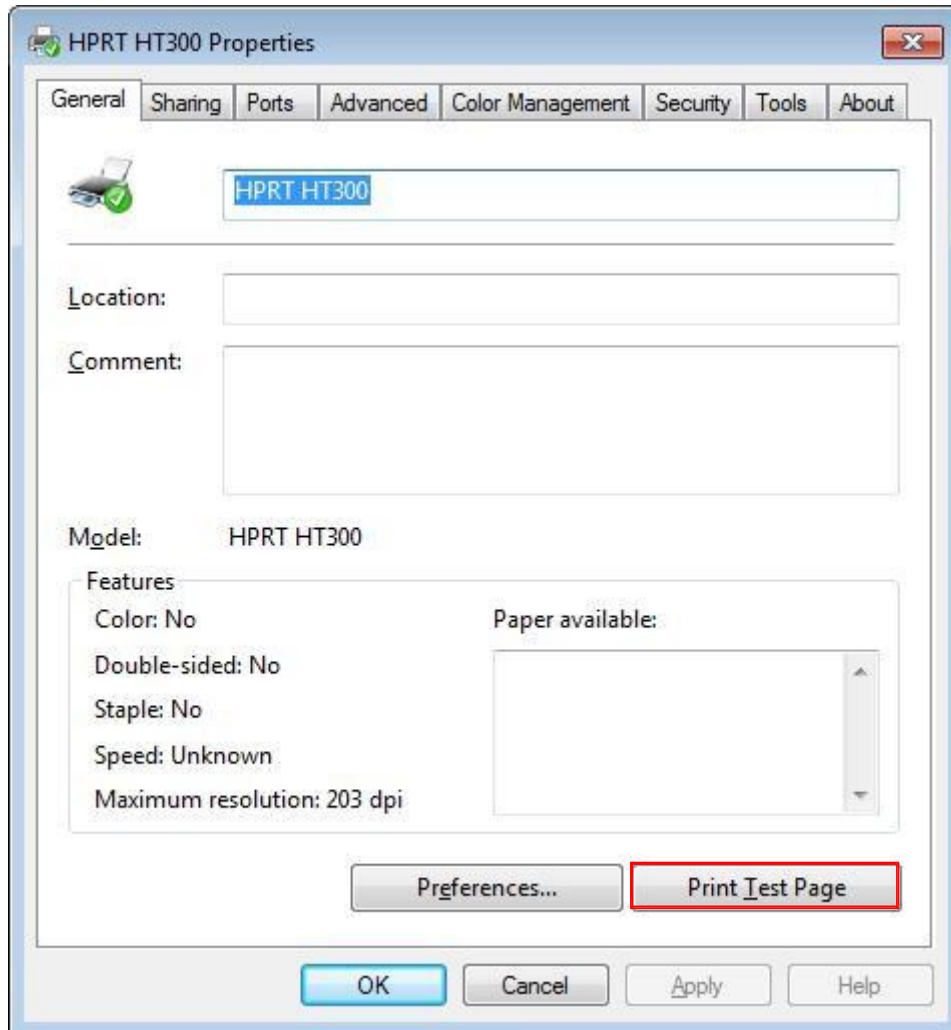 HPRT HT300 Properties
General Sharing Ports Advanced Color Management Security Tools About
HPRT HT300
Location:
Comment:
Model: HPRT HT300
Features
Color: No Paper available:
Double-sided: No
Staple: No
Speed: Unknown
Maximum resolution: 203 dpi
Preferences... Print Test Page
OK Cancel Apply Help